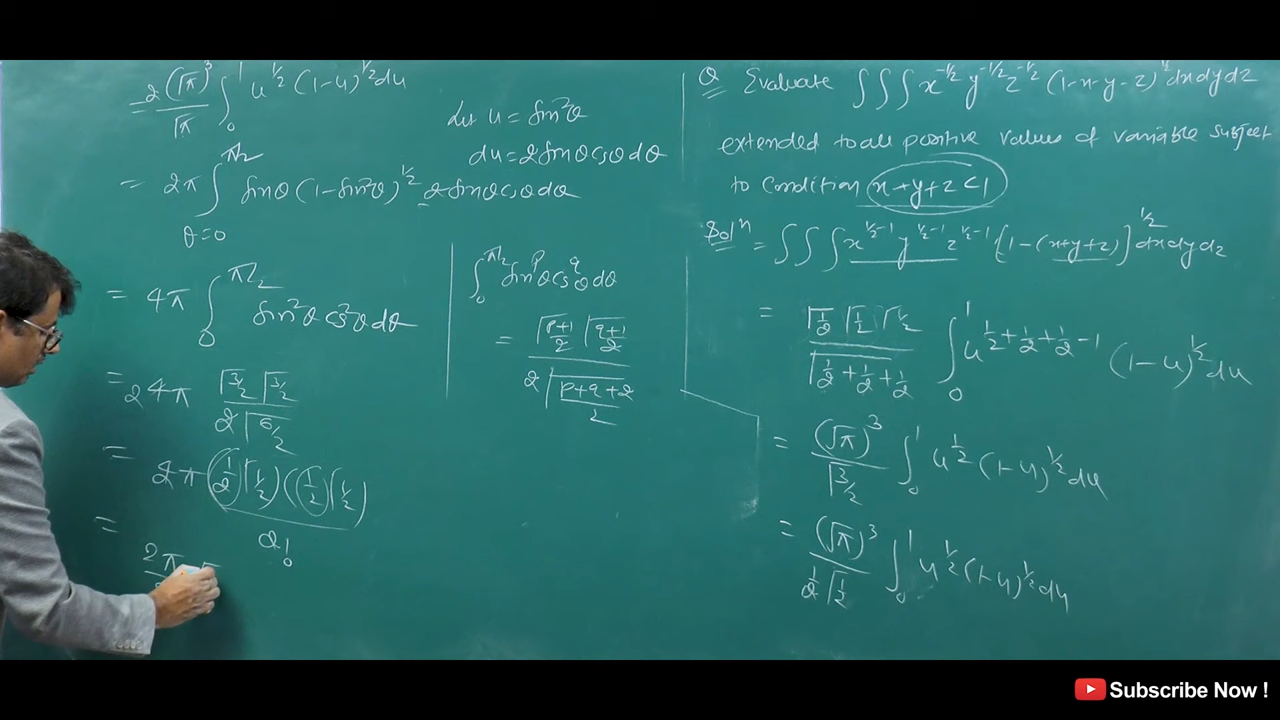 Q Evaluate ∫∫∫ x^{-1/2} y^{-1/2} z^{-1/2} (1-x-y-z)^{1/2} dx dy dz
extended to all positive values of variable subject
to condition x+y+z<1
Sol^n = ∫∫∫ x^{1/2-1} y^{1/2-1} z^{1/2-1} [1-(x+y+z)]^{1/2} dx dy dz
= (Γ1/2 Γ1/2 Γ1/2)/(Γ(1/2+1/2+1/2)) ∫_0^1 u^{1/2+1/2+1/2-1} (1-u)^{1/2} du
= (√π)^3/(Γ3/2) ∫_0^1 u^{1/2} (1-u)^{1/2} du
= (√π)^3/(1/2 Γ1/2) ∫_0^1 u^{1/2} (1-u)^{1/2} du
= 2(√π)^3/√π ∫_0^1 u^{1/2} (1-u)^{1/2} du
Let u = sin^2θ
du = 2 sinθ cosθ dθ
= 2π ∫_{θ=0}^{π/2} sinθ (1-sin^2θ)^{1/2} 2 sinθ cosθ dθ
= 4π ∫_0^{π/2} sin^2θ cos^2θ dθ
∫_0^{π/2} sin^pθ cos^qθ dθ
= (Γ(p+1)/2 Γ(q+1)/2)/(2 Γ(p+q+2)/2)
= 2 4π (Γ3/2 Γ3/2)/(2 Γ6/2)
= 2π (1/2 Γ1/2) (1/2 Γ1/2)
2!
= 2π
Subscribe Now !